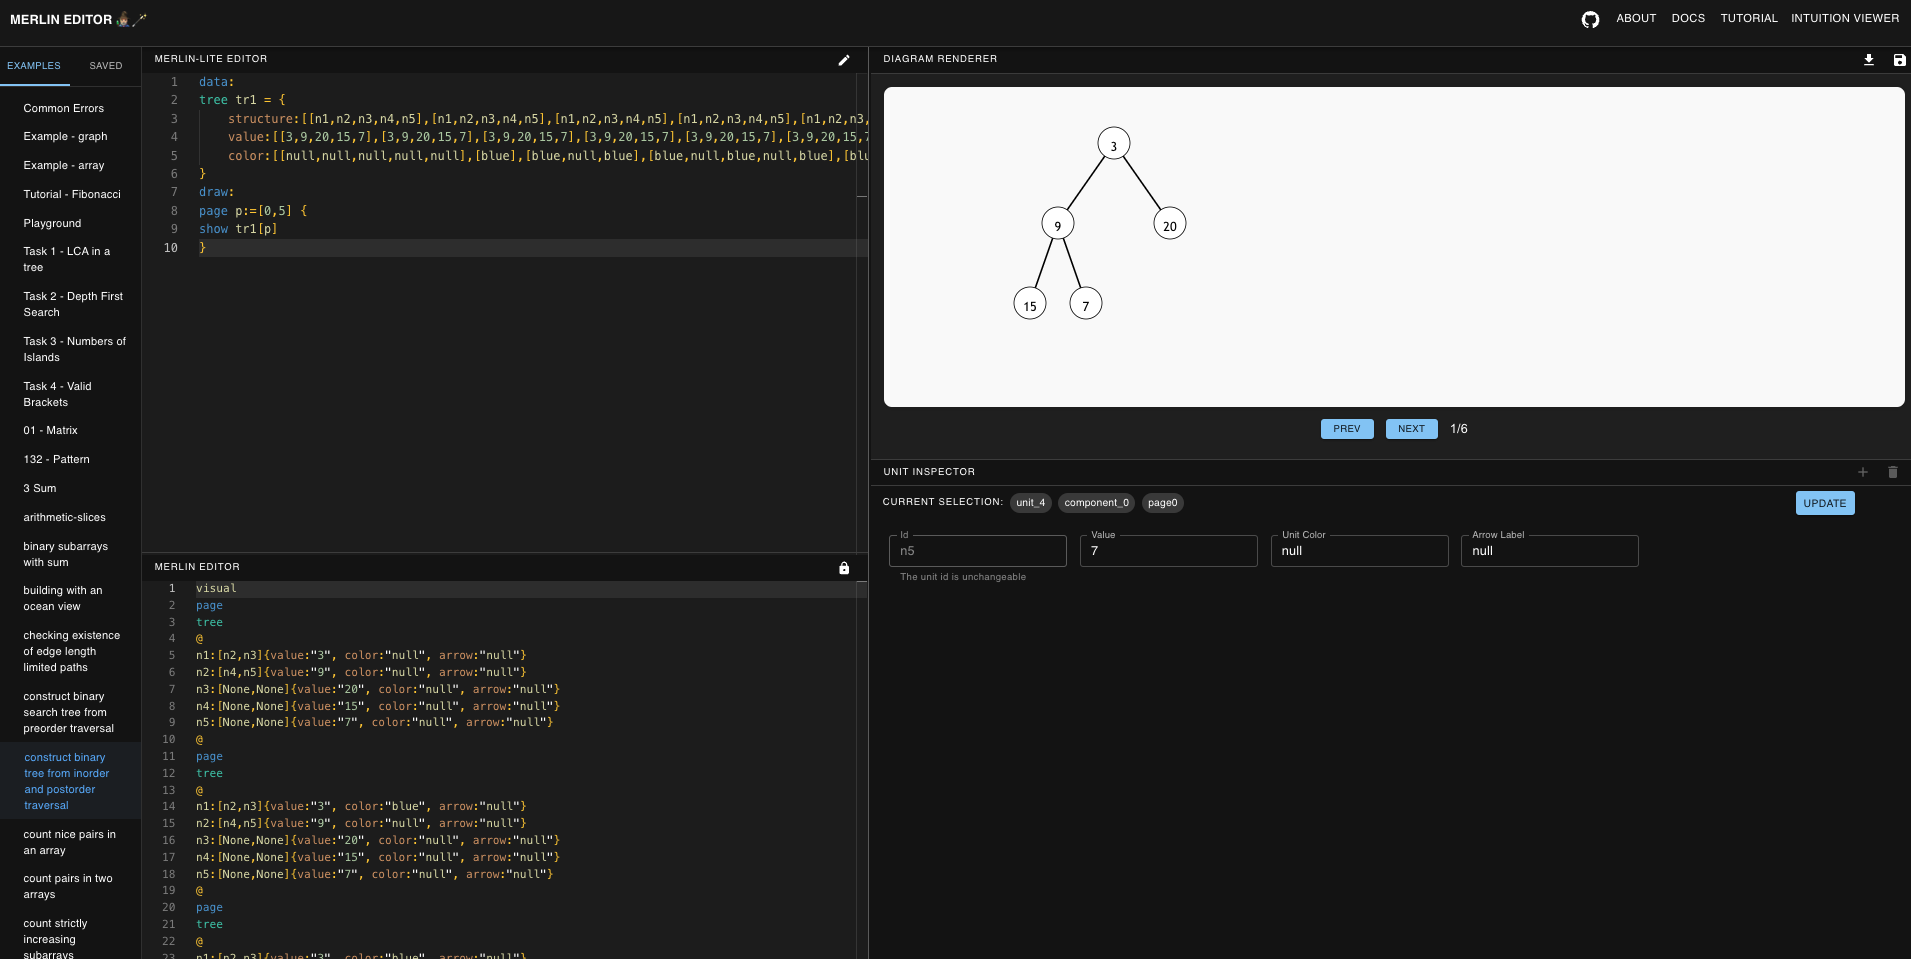 MERLIN EDITOR
ABOUT DOCS TUTORIAL INTUITION VIEWER
EXAMPLES SAVED
Common Errors
Example - graph
Example - array
Tutorial - Fibonacci
Playground
Task 1 - LCA in a
tree
Task 2 - Depth First
Search
Task 3 - Numbers of
Islands
Task 4 - Valid
Brackets
01 - Matrix
132 - Pattern
3 Sum
arithmetic-slices
binary subarrays
with sum
building with an
ocean view
checking existence
of edge length
limited paths
construct binary
search tree from
preorder traversal
construct binary
tree from inorder
and postorder
traversal
count nice pairs in
an array
count pairs in two
arrays
count strictly
increasing
subarrays
MERLIN-LITE EDITOR
1 data:
2 tree tr1 = {
3 structure:[[n1,n2,n3,n4,n5],[n1,n2,n3,n4,n5],[n1,n2,n3,n4,n5],[n1,n2,n3,n4,n5],[n1,n2,n3,
4 value:[[3,9,20,15,7],[3,9,20,15,7],[3,9,20,15,7],[3,9,20,15,7],[3,9,20,15,7],[3,9,20,15,7
5 color:[[null,null,null,null,null],[blue],[blue,null,blue],[blue,null,blue,null,blue],[blu
6 }
7 draw:
8 page p:=[0,5] {
9 show tr1[p]
10 }
MERLIN EDITOR
1 visual
2 page
3 tree
4 @
5 n1:[n2,n3]{value:"3", color:"null", arrow:"null"}
6 n2:[n4,n5]{value:"9", color:"null", arrow:"null"}
7 n3:[None,None]{value:"20", color:"null", arrow:"null"}
8 n4:[None,None]{value:"15", color:"null", arrow:"null"}
9 n5:[None,None]{value:"7", color:"null", arrow:"null"}
10 @
11 page
12 tree
13 @
14 n1:[n2,n3]{value:"3", color:"blue", arrow:"null"}
15 n2:[n4,n5]{value:"9", color:"null", arrow:"null"}
16 n3:[None,None]{value:"20", color:"null", arrow:"null"}
17 n4:[None,None]{value:"15", color:"null", arrow:"null"}
18 n5:[None,None]{value:"7", color:"null", arrow:"null"}
19 @
20 page
21 tree
22 @
23 n1:[n2,n3]{value:"3", color:"blue", arrow:"null"}
DIAGRAM RENDERER
3
9 20
15 7
PREV NEXT 1/6
UNIT INSPECTOR
CURRENT SELECTION: unit_4 component_0 page0
UPDATE
Id Value Unit Color Arrow Label
n5 7 null null
The unit id is unchangeable